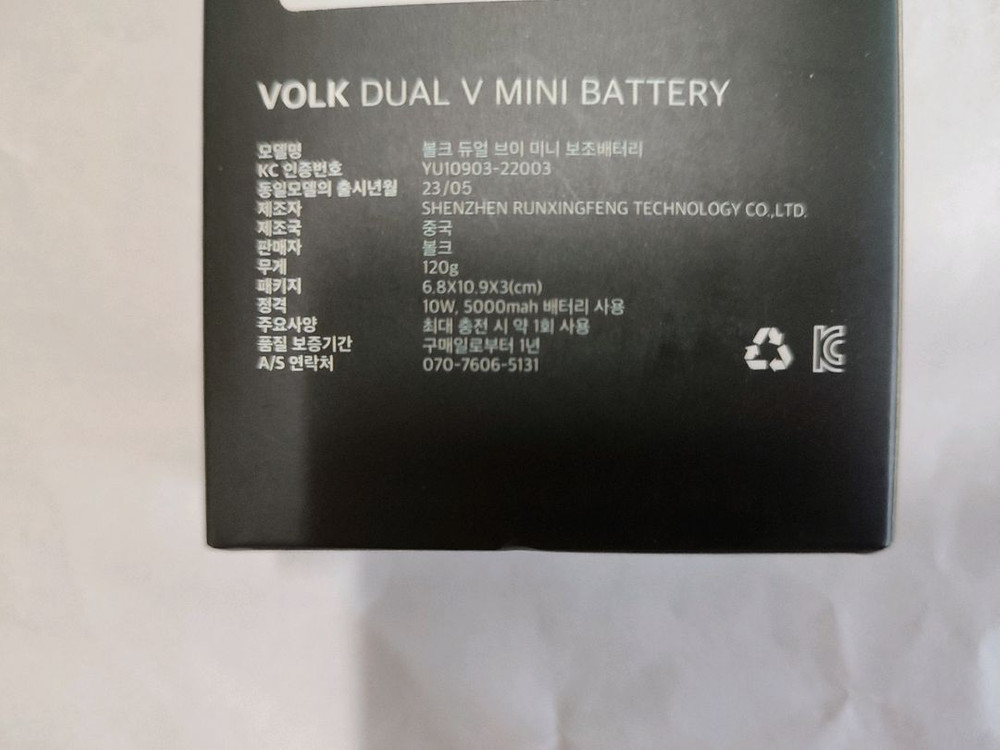 VOLK DUAL V MINI BATTERY
모델명 볼크 듀얼 브이 미니 보조배터리
KC 인증번호 YU10903-22003
동일모델의 출시년월 23/05
제조자 SHENZHEN RUNXINGFENG TECHNOLOGY CO.,LTD.
제조국 중국
판매자 볼크
무게 120g
패키지 6.8X10.9X3(cm)
정격 10W, 5000mah 배터리 사용
주요사양 최대 충전 시 약 1회 사용
품질 보증기간 구매일로부터 1년
A/S 연락처 070-7606-5131